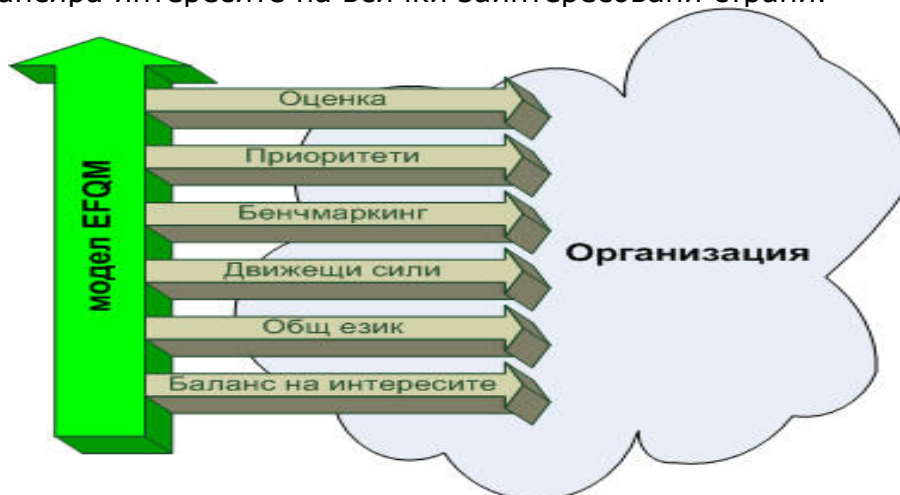 интересите на всички заинтересовани страни.
Оценка
Приоритети
Бенчмаркинг
Движещи сили
Общ език
Баланс на интересите
модел EFQM
Организация